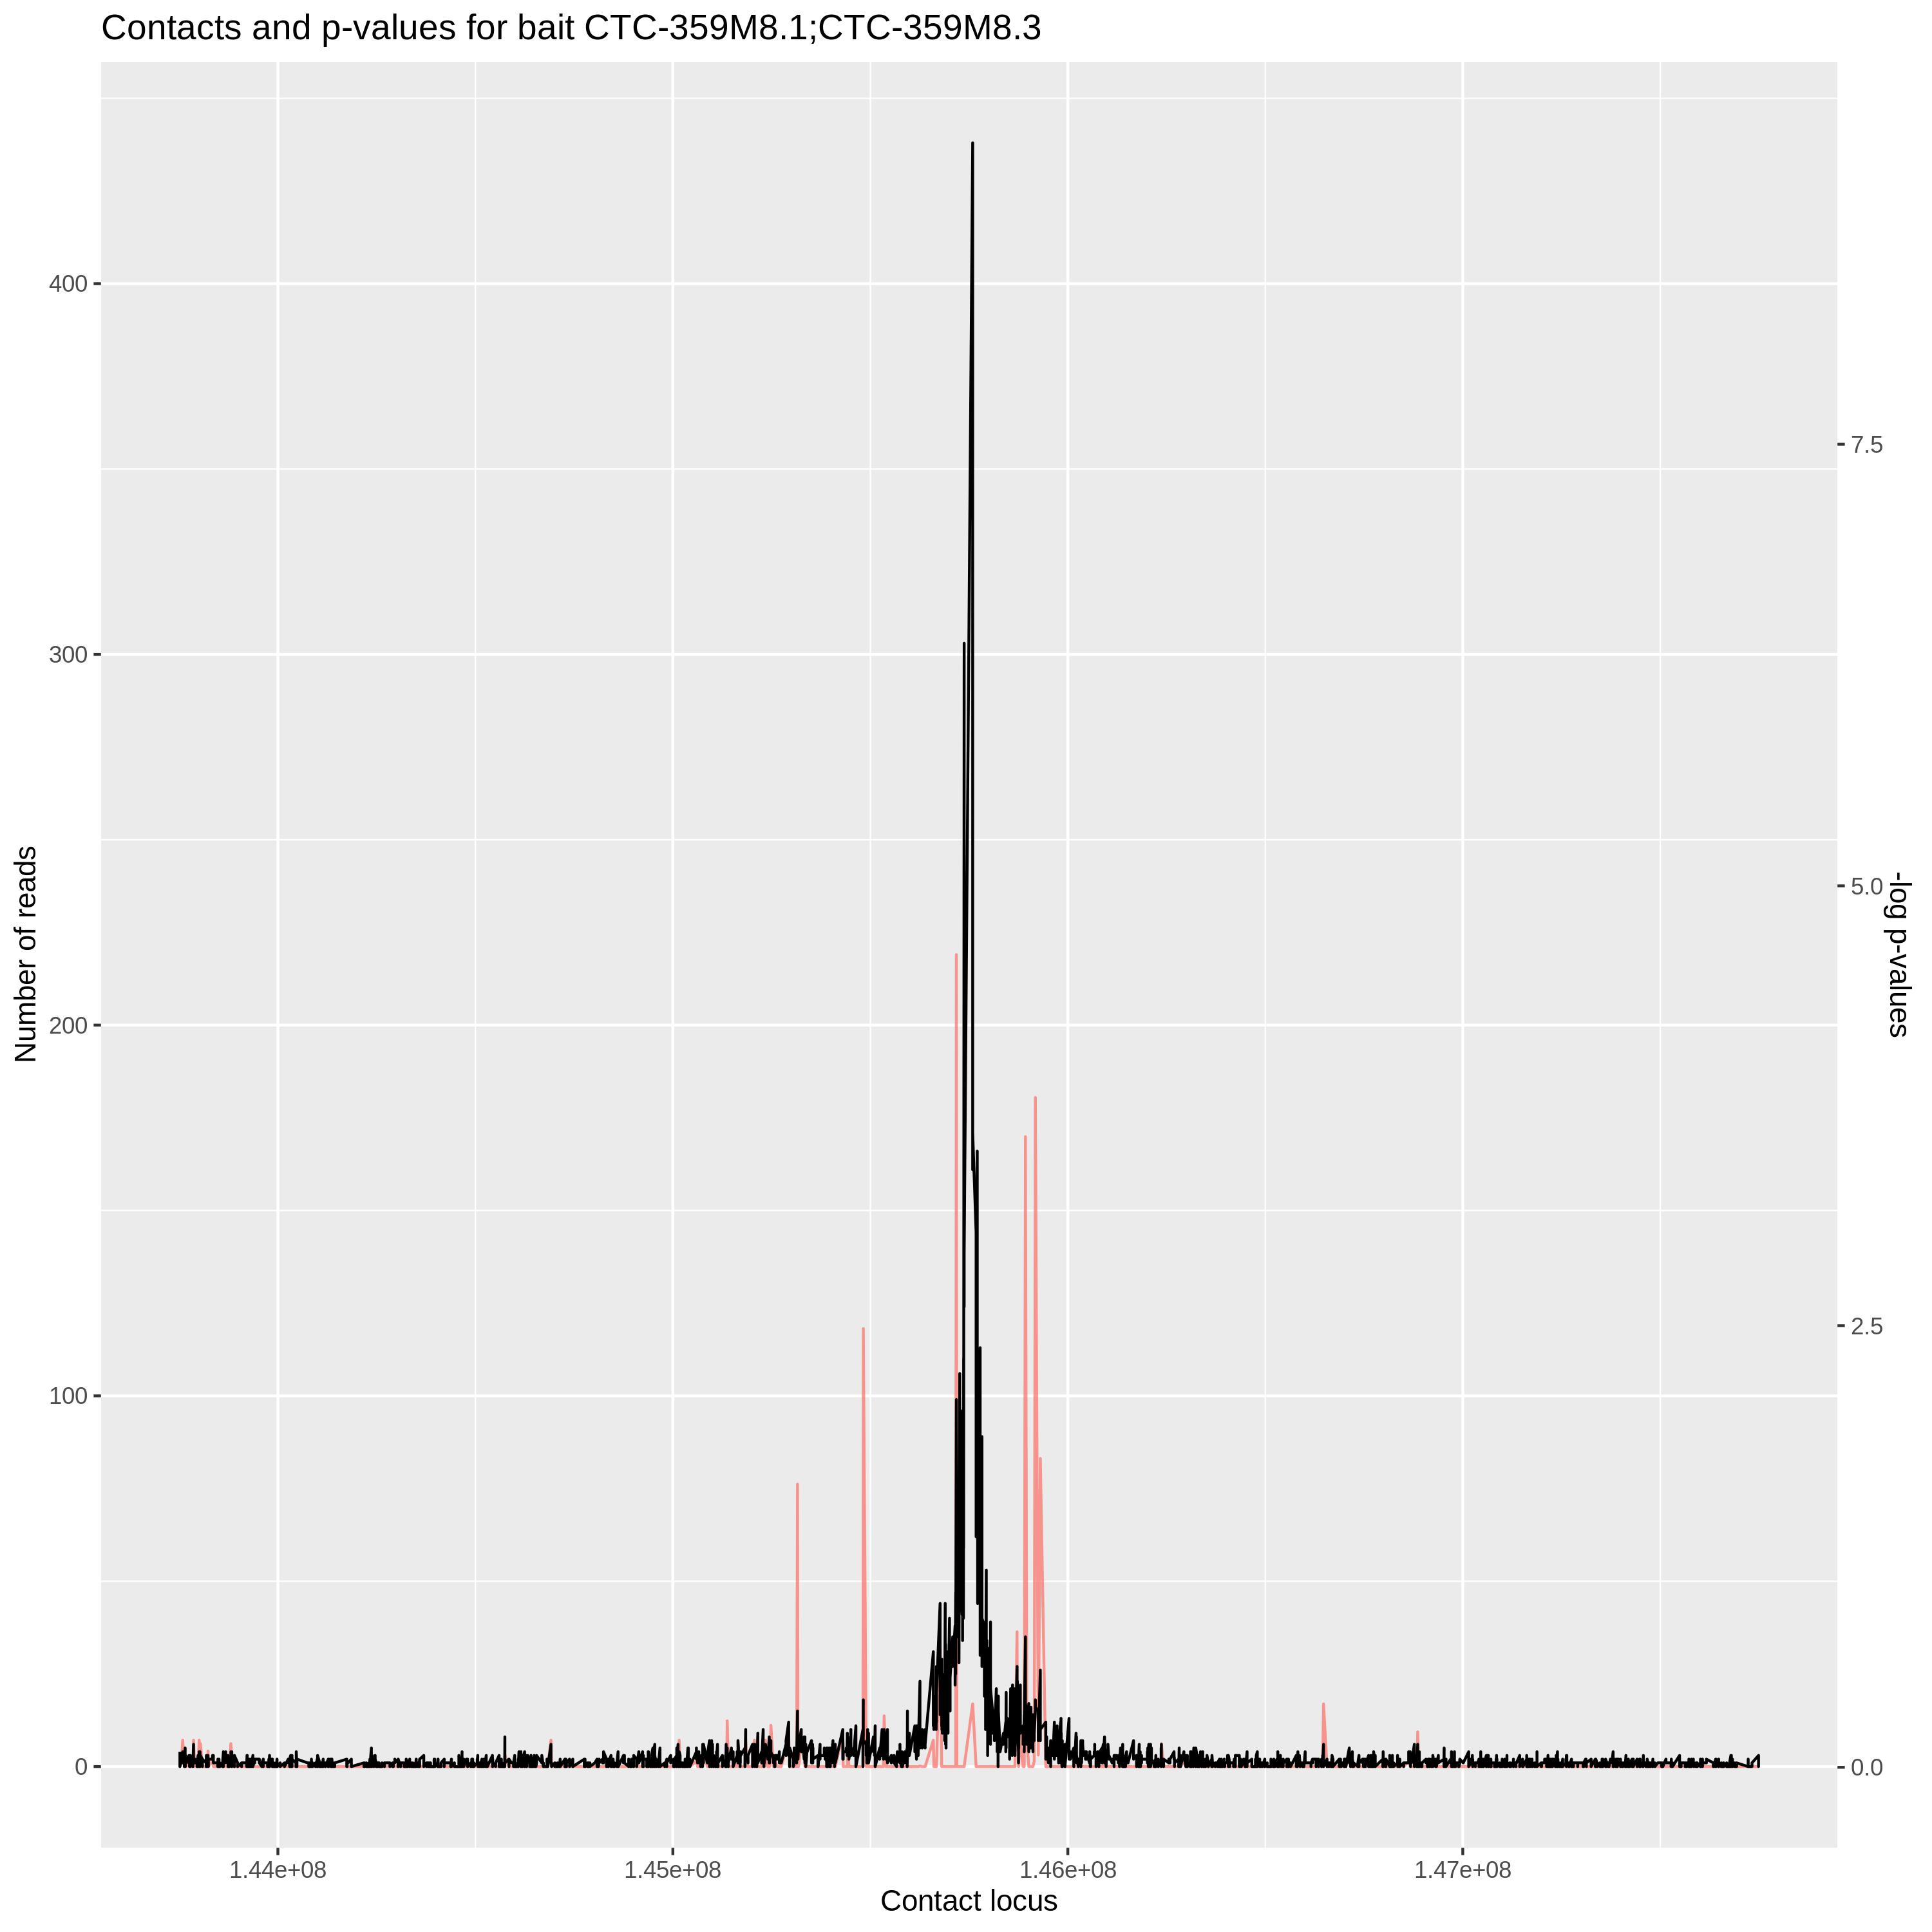 Contacts and p-values for bait CTC-359M8.1;CTC-359M8.3
Number of reads
400
300
200
100
0
7.5
5.0
2.5
0.0
-log p-values
1.44e+08
1.45e+08
1.46e+08
1.47e+08
Contact locus